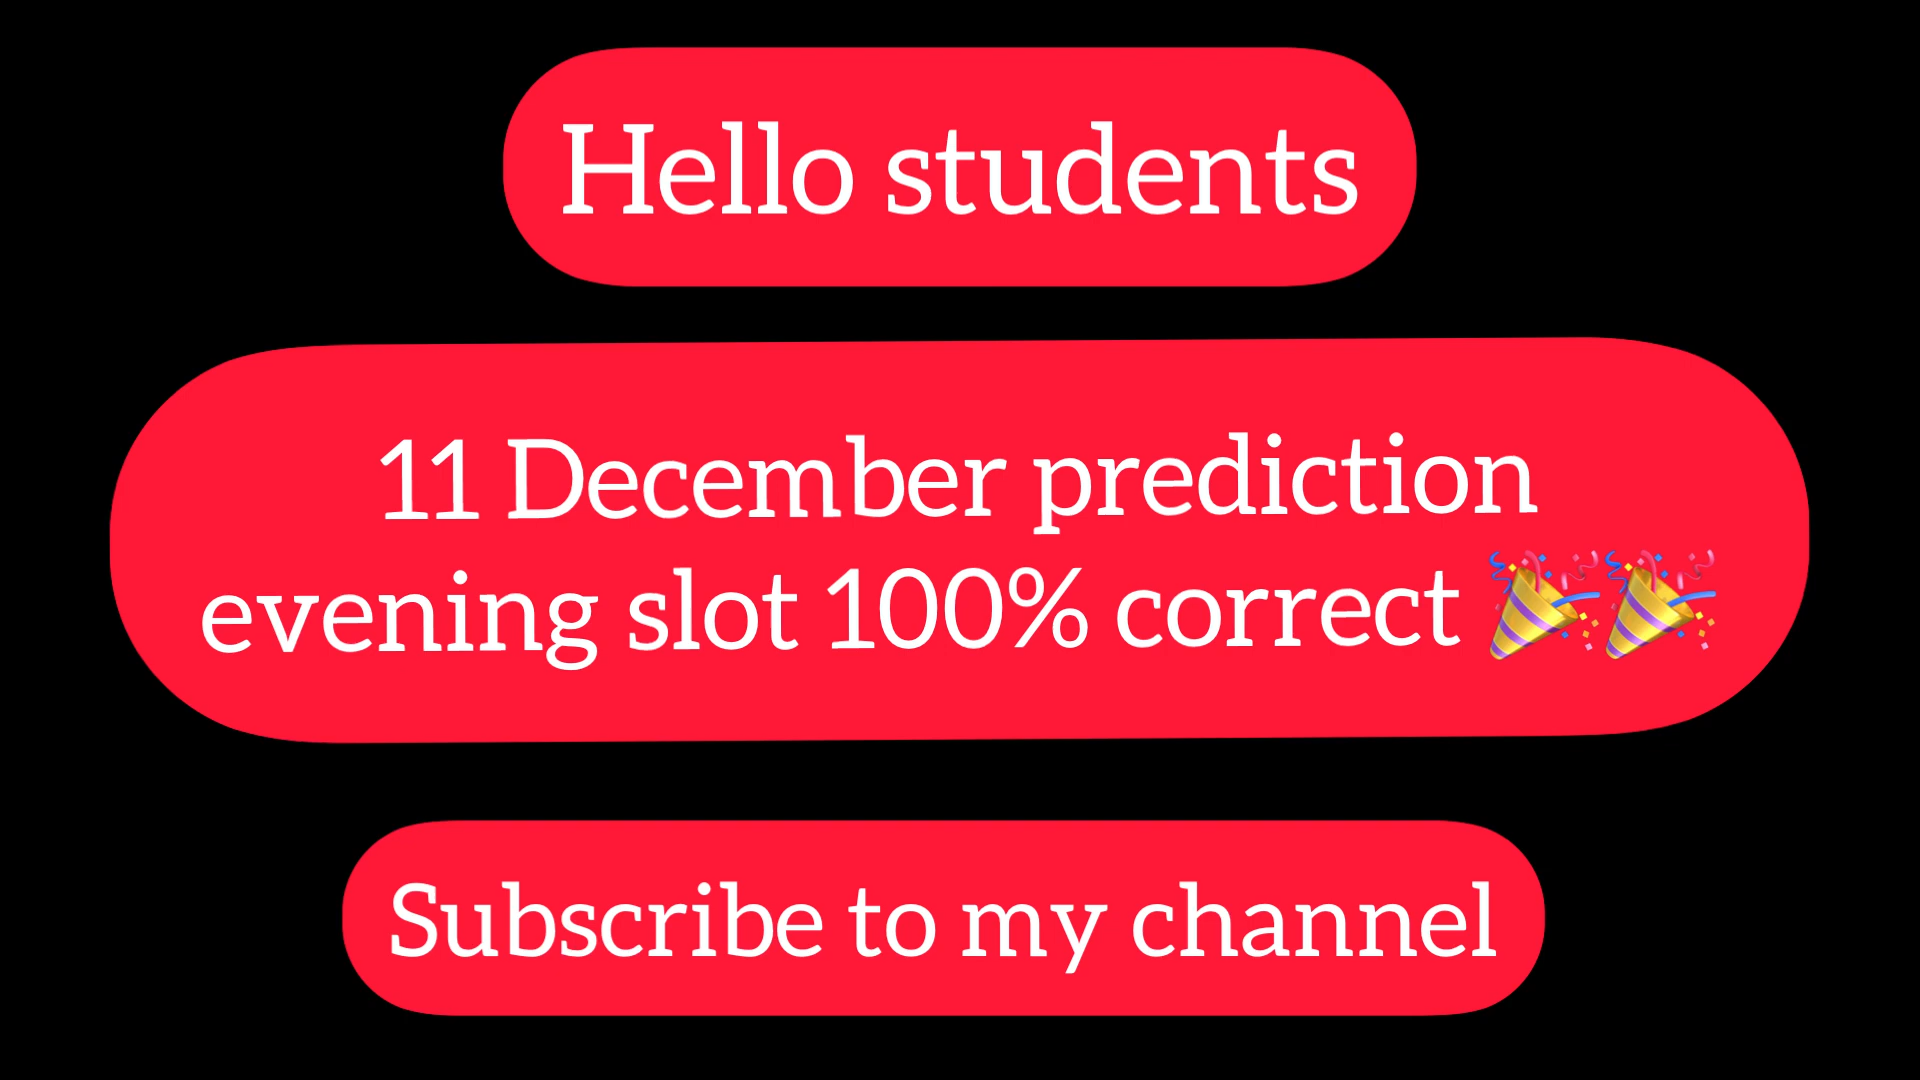 Hello students
11 December prediction
evening slot 100% correct 🎉🎉
Subscribe to my channel